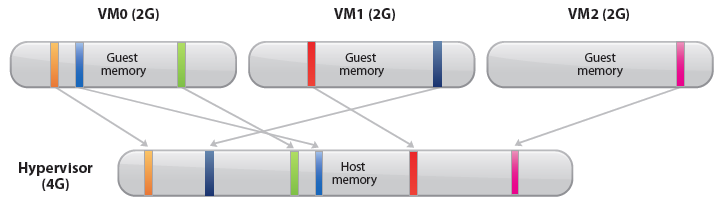 VM0 (2G)
VM1 (2G)
VM2 (2G)
Guest
memory
Guest
memory
Guest
memory
Hypervisor
(4G)
Host
memory